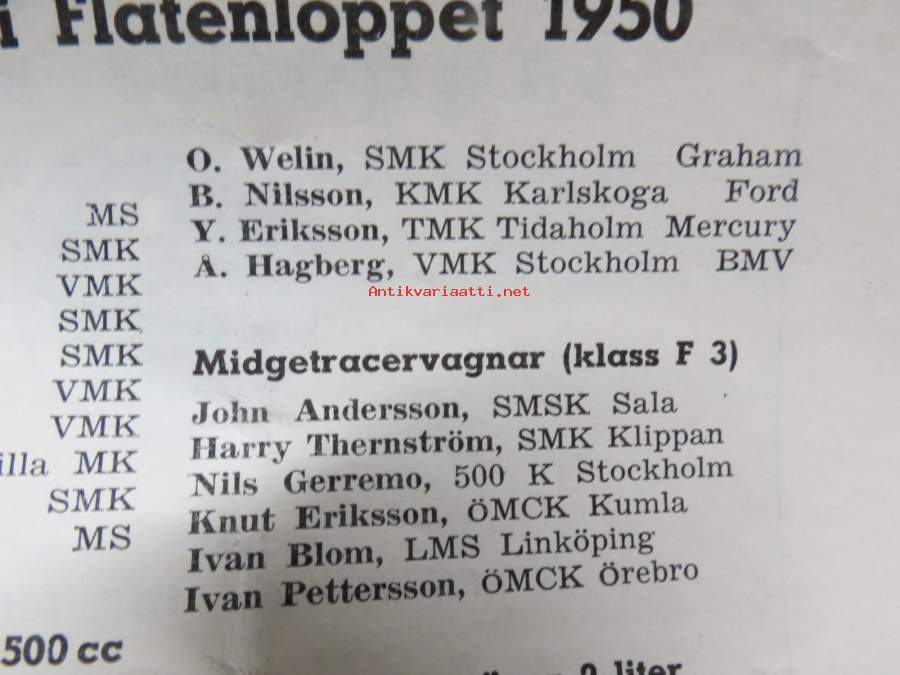 i Flatenloppet 1950
MS
SMK
VMK
SMK
SMK
VMK
VMK
illa MK
SMK
MS
500 cc
O. Welin, SMK Stockholm Graham
B. Nilsson, KMK Karlskoga Ford
Y. Eriksson, TMK Tidaholm Mercury
Å. Hagberg, VMK Stockholm BMV
Antikvariaatti.net
Midgetracervagnar (klass F 3)
John Andersson, SMSK Sala
Harry Thernström, SMK Klippan
Nils Gerremo, 500 K Stockholm
Knut Eriksson, ÖMCK Kumla
Ivan Blom, LMS Linköping
Ivan Pettersson, ÖMCK Örebro
2 liter